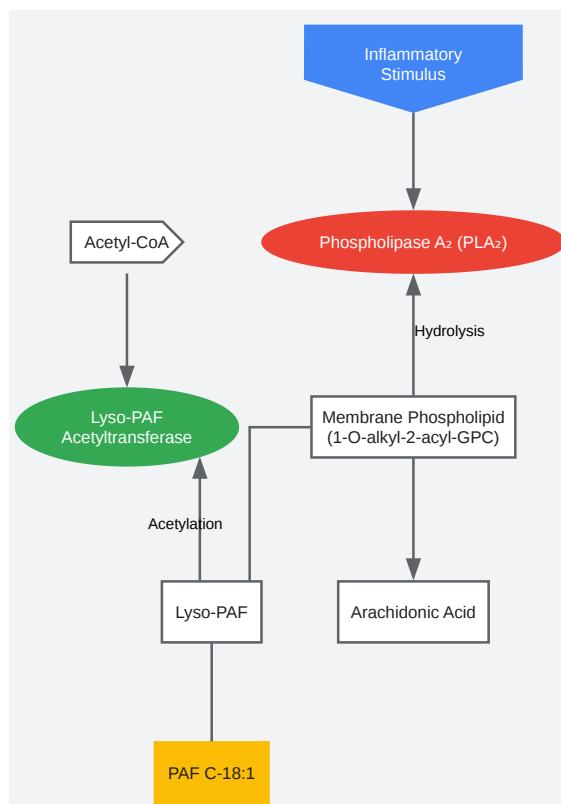 Inflammatory
Stimulus
Acetyl-CoA
Phospholipase A₂ (PLA₂)
Hydrolysis
Lyso-PAF
Acetyltransferase
Membrane Phospholipid
(1-O-alkyl-2-acyl-GPC)
Acetylation
Lyso-PAF
Arachidonic Acid
PAF C-18:1